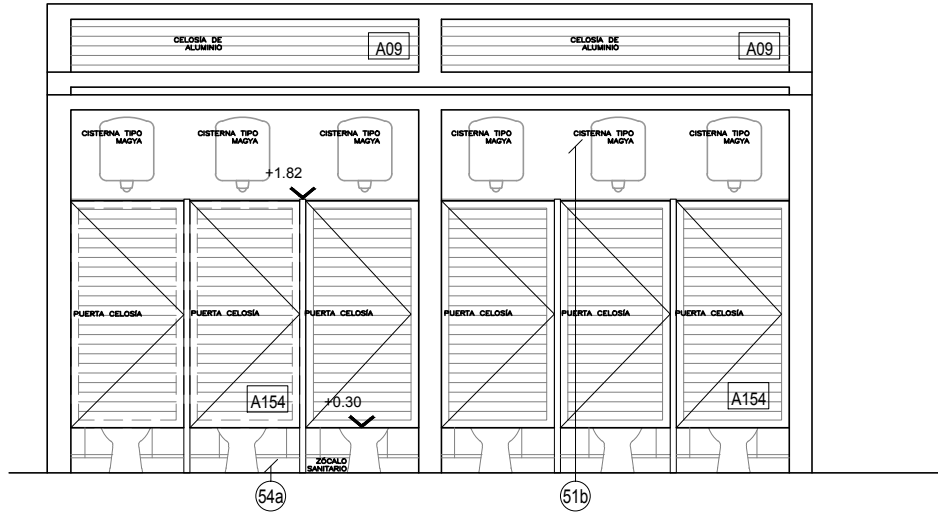 CELOSÍA DE
ALUMINIO
A09
CELOSÍA DE
ALUMINIO
A09
CISTERNA TIPO
MAGYA
CISTERNA TIPO
MAGYA
CISTERNA TIPO
MAGYA
CISTERNA TIPO
MAGYA
CISTERNA TIPO
MAGYA
CISTERNA TIPO
MAGYA
+1.82
PUERTA CELOSÍA
PUERTA CELOSÍA
PUERTA CELOSÍA
PUERTA CELOSÍA
PUERTA CELOSÍA
PUERTA CELOSÍA
A154
+0.30
A154
ZÓCALO
SANITARIO
54a
51b